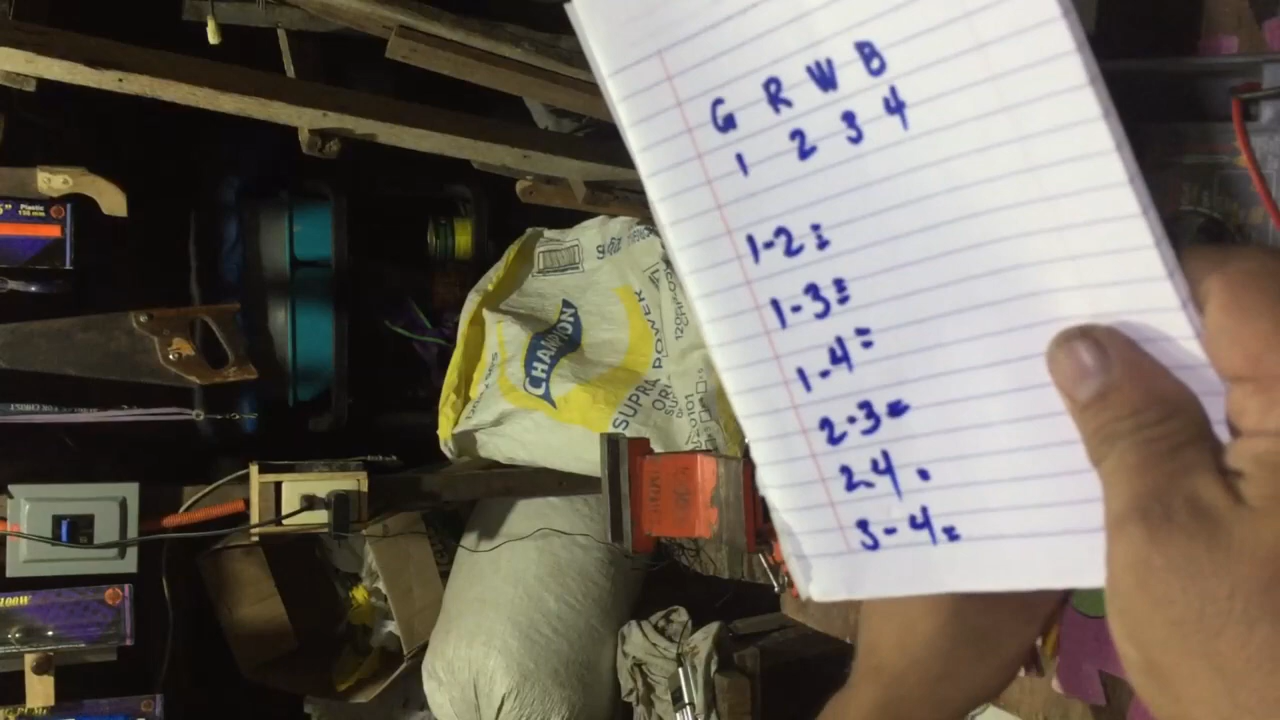 G R W B
1 2 3 4
1-2=
1-3=
1-4=
2-3=
2 4 .
3-4=
CHAMPION
SUPRA POWER
100W
Plastic